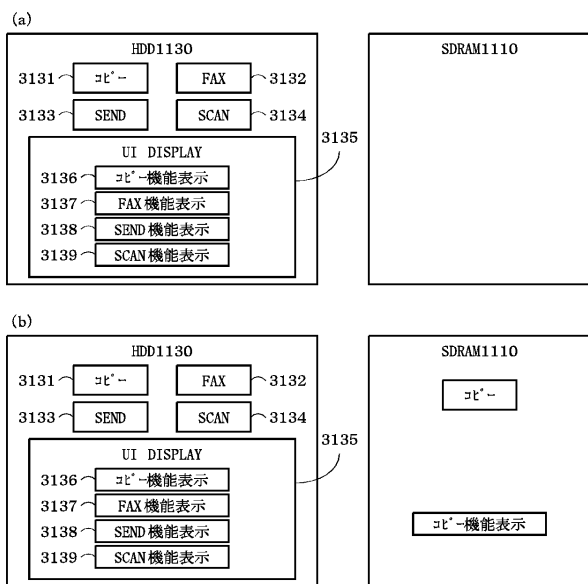 (a)
HDD1130
SDRAM1110
3131 コピー FAX 3132
3133 SEND SCAN 3134
UI DISPLAY 3135
3136 コピー機能表示
3137 FAX機能表示
3138 SEND機能表示
3139 SCAN機能表示
(b)
HDD1130
SDRAM1110
3131 コピー FAX 3132
3133 SEND SCAN 3134
コピー
UI DISPLAY 3135
3136 コピー機能表示
3137 FAX機能表示
3138 SEND機能表示
3139 SCAN機能表示
コピー機能表示